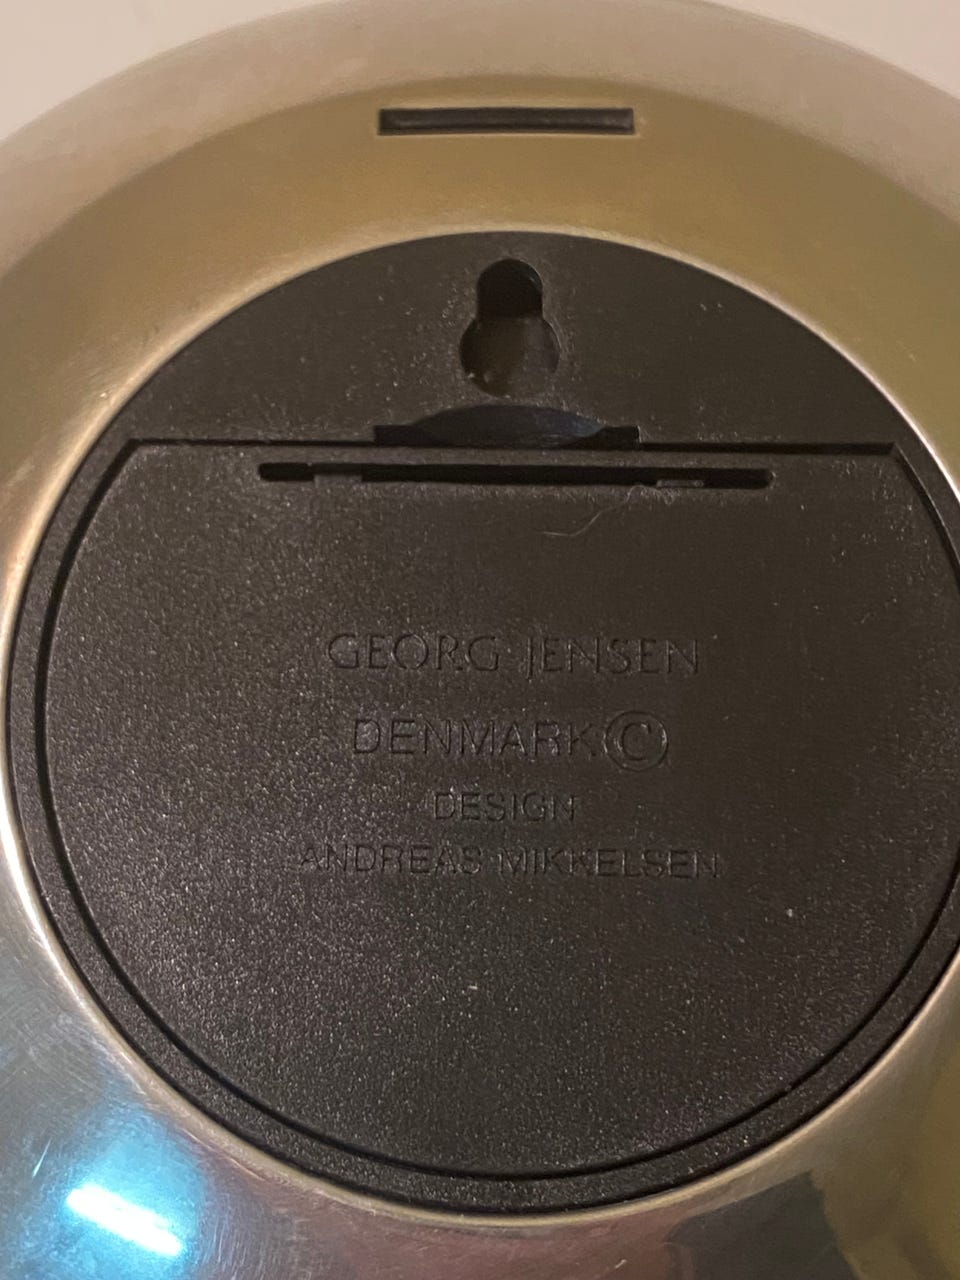 GEORG JENSEN
DENMARK ©
DESIGN
ANDREAS MIKKELSEN